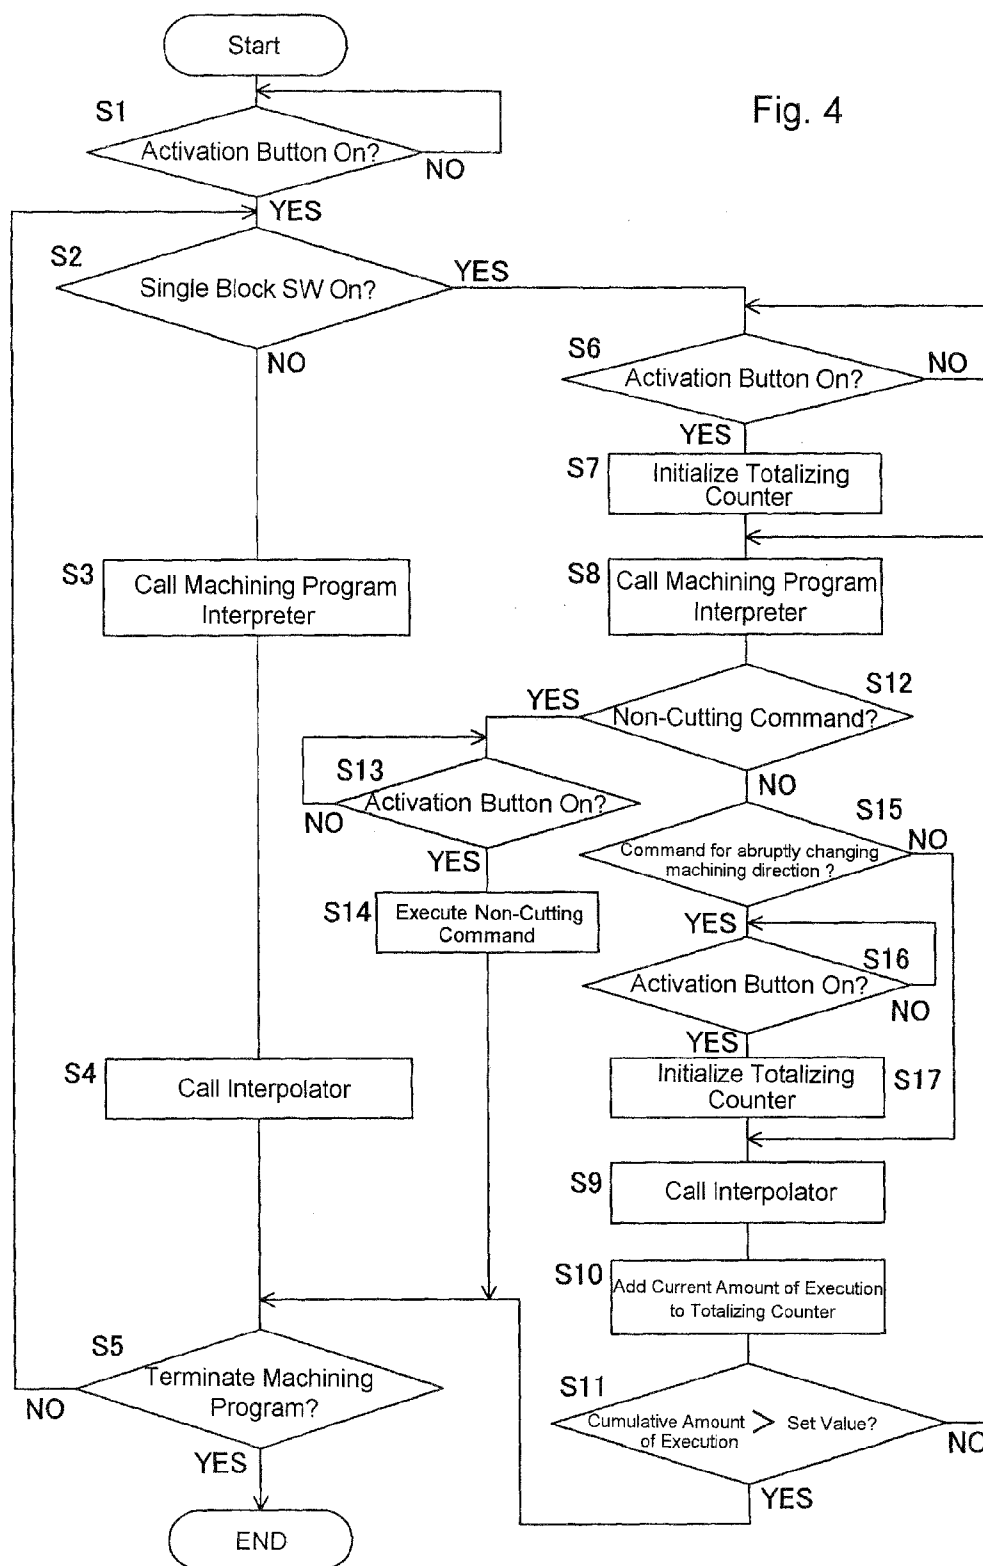 Start
Fig. 4
S1
Activation Button On?
NO
YES
S2
Single Block SW On?
YES
NO
S6
Activation Button On?
NO
YES
S7
Initialize Totalizing
Counter
S3
Call Machining Program
Interpreter
S8
Call Machining Program
Interpreter
S12
YES
Non-Cutting Command?
NO
S13
Activation Button On?
NO
YES
S15
NO
Command for abruptly changing
machining direction ?
YES
S14
Execute Non-Cutting
Command
S16
Activation Button On?
NO
YES
S4
Call Interpolator
Initialize Totalizing
Counter
S17
S9
Call Interpolator
S10
Add Current Amount of Execution
to Totalizing Counter
S5
Terminate Machining
Program?
NO
YES
S11
Cumulative Amount
of Execution > Set Value?
NO
YES
END